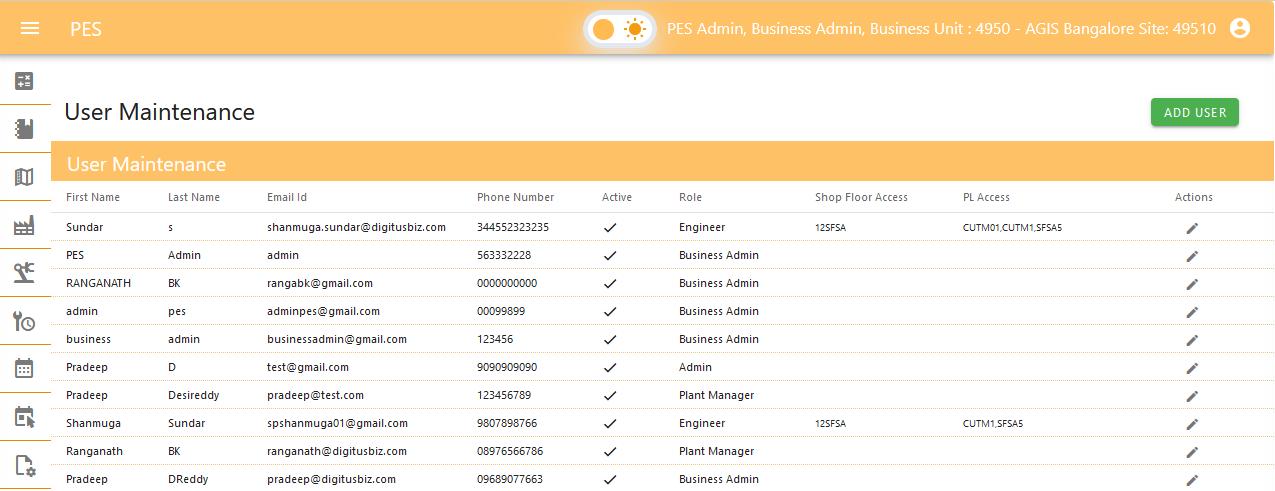 PES PES Admin, Business Admin, Business Unit : 4950 - AGIS Bangalore Site: 49510
User Maintenance ADD USER
User Maintenance
First Name Last Name Email Id Phone Number Active Role Shop Floor Access PL Access Actions
Sundar s shanmuga.sundar@digitusbiz.com 344552323235 Engineer 12SFSA CUTM01,CUTM1,SFSA5
PES Admin admin 563332228 Business Admin
RANGANATH BK rangabk@gmail.com 0000000000 Business Admin
admin pes adminpes@gmail.com 00099899 Business Admin
business admin businessadmin@gmail.com 123456 Business Admin
Pradeep D test@gmail.com 9090909090 Admin
Pradeep Desireddy pradeep@test.com 123456789 Plant Manager
Shanmuga Sundar spshanmuga01@gmail.com 9807898766 Engineer 12SFSA CUTM1,SFSA5
Ranganath BK ranganath@digitusbiz.com 08976566786 Plant Manager
Pradeep DReddy pradeep@digitusbiz.com 09689077663 Business Admin